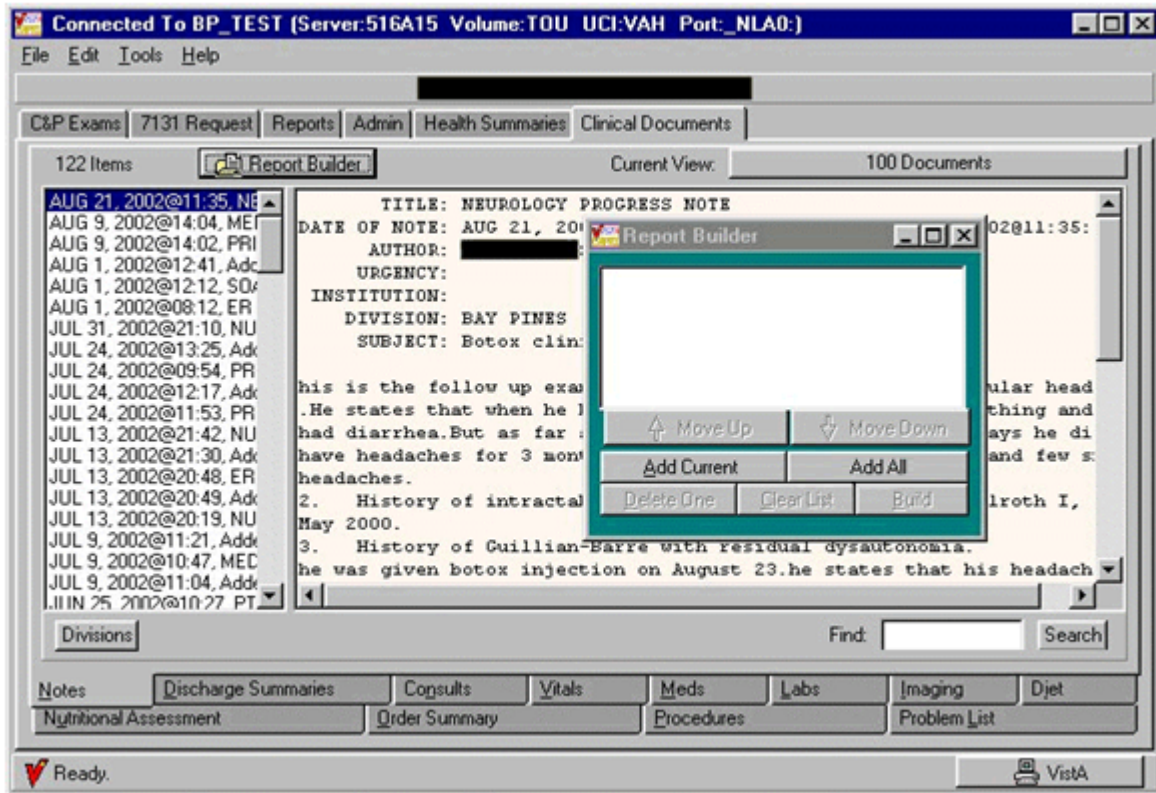 Connected To BP_TEST (Server:516A15 Volume:TOU UCI:VAH Port:_NLA0:)
File Edit Tools Help
C&P Exams 7131 Request Reports Admin Health Summaries Clinical Documents
122 Items Report Builder Current View: 100 Documents
AUG 21, 2002@11:35, NE
AUG 9, 2002@14:04, MEI
AUG 9, 2002@14:02, PRI
AUG 1, 2002@12:41, Adc
AUG 1, 2002@12:12, SOA
AUG 1, 2002@08:12, ER
JUL 31, 2002@21:10, NU
JUL 24, 2002@13:25, Adc
JUL 24, 2002@09:54, PR
JUL 24, 2002@12:17, Adc
JUL 24, 2002@11:53, PR
JUL 13, 2002@21:42, NU
JUL 13, 2002@21:30, Adc
JUL 13, 2002@20:48, ER
JUL 13, 2002@20:49, Adc
JUL 13, 2002@20:19, NU
JUL 9, 2002@11:21, Adde
JUL 9, 2002@10:47, MED
JUL 9, 2002@11:04, Adde
JUN 25, 2002@10:27, PT
TITLE: NEUROLOGY PROGRESS NOTE
DATE OF NOTE: AUG 21, 20 02@11:35:
AUTHOR:
URGENCY:
INSTITUTION:
DIVISION: BAY PINES
SUBJECT: Botox clin
his is the follow up exa ular head
.He states that when he thing and
had diarrhea.But as far ays he di
have headaches for 3 mon and few s
headaches.
2. History of intracta lroth I,
May 2000.
3. History of Guillian-Barre with residual dysautonomia.
he was given botox injection on August 23.he states that his headach
Report Builder
Move Up Move Down
Add Current Add All
Delete One Clear List Build
Divisions Find: Search
Notes Discharge Summaries Consults Vitals Meds Labs Imaging Diet
Nutritional Assessment Order Summary Procedures Problem List
Ready. VistA